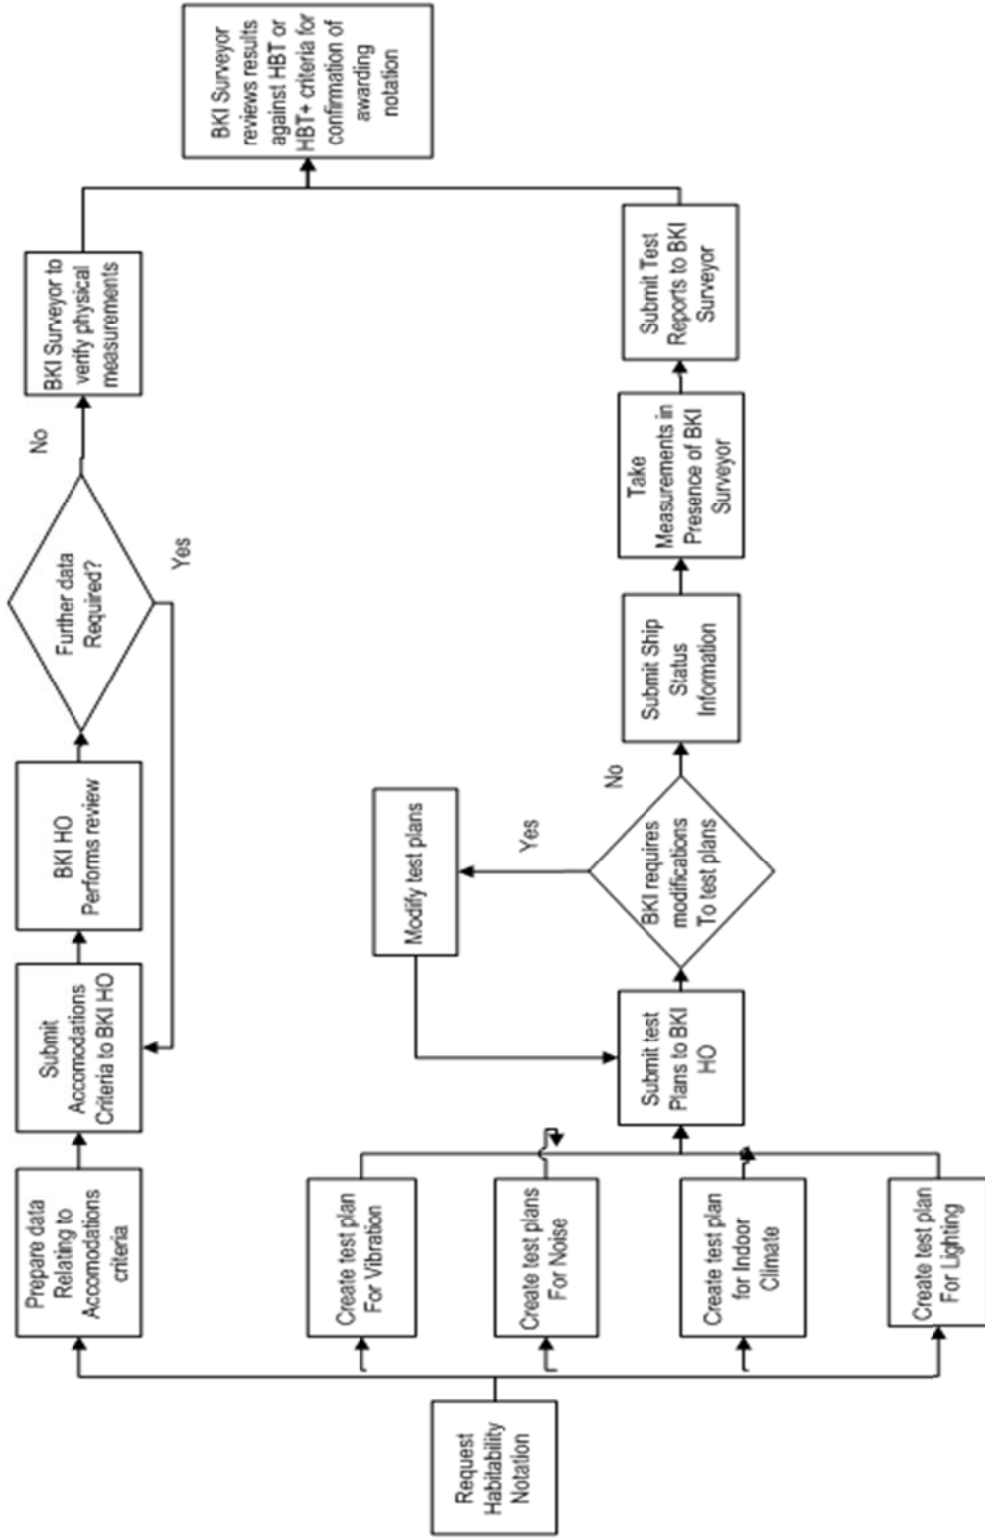 Request
Habitability
Notation
Prepare data
Relating to
Accomodations
criteria
Submit
Accomodations
Criteria to BKI HO
BKI HO
Performs review
Further data
Required?
Yes
No
BKI Surveyor to
verify physical
measurements
Create test plan
For Vibration
Create test plans
For Noise
Create test plan
for Indoor
Climate
Create test plan
For Lighting
Submit test
Plans to BKI
HO
Modify test plans
BKI requires
modifications
To test plans
Yes
No
Submit Ship
Status
Information
Take
Measurements in
Presence of BKI
Surveyor
Submit Test
Reports to BKI
Surveyor
BKI Surveyor
reviews results
against HBT or
HBT+ criteria for
confirmation of
awarding
notation